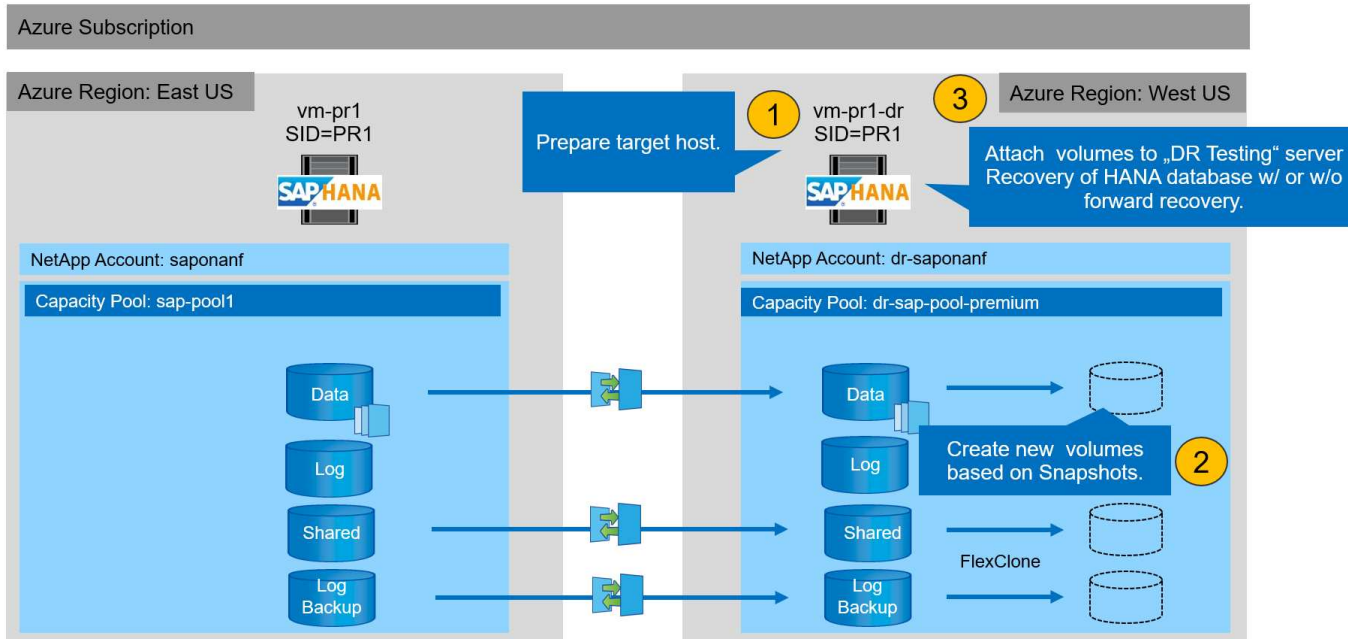 Azure Subscription
Azure Region: East US
vm-pr1
SID=PR1
SAP HANA
NetApp Account: saponanf
Capacity Pool: sap-pool1
Data
Log
Shared
Log
Backup
Prepare target host.
1
vm-pr1-dr
SID=PR1
SAP HANA
3
Azure Region: West US
Attach volumes to „DR Testing“ server
Recovery of HANA database w/ or w/o
forward recovery.
NetApp Account: dr-saponanf
Capacity Pool: dr-sap-pool-premium
Data
Log
Create new volumes
based on Snapshots.
2
Shared
FlexClone
Log
Backup